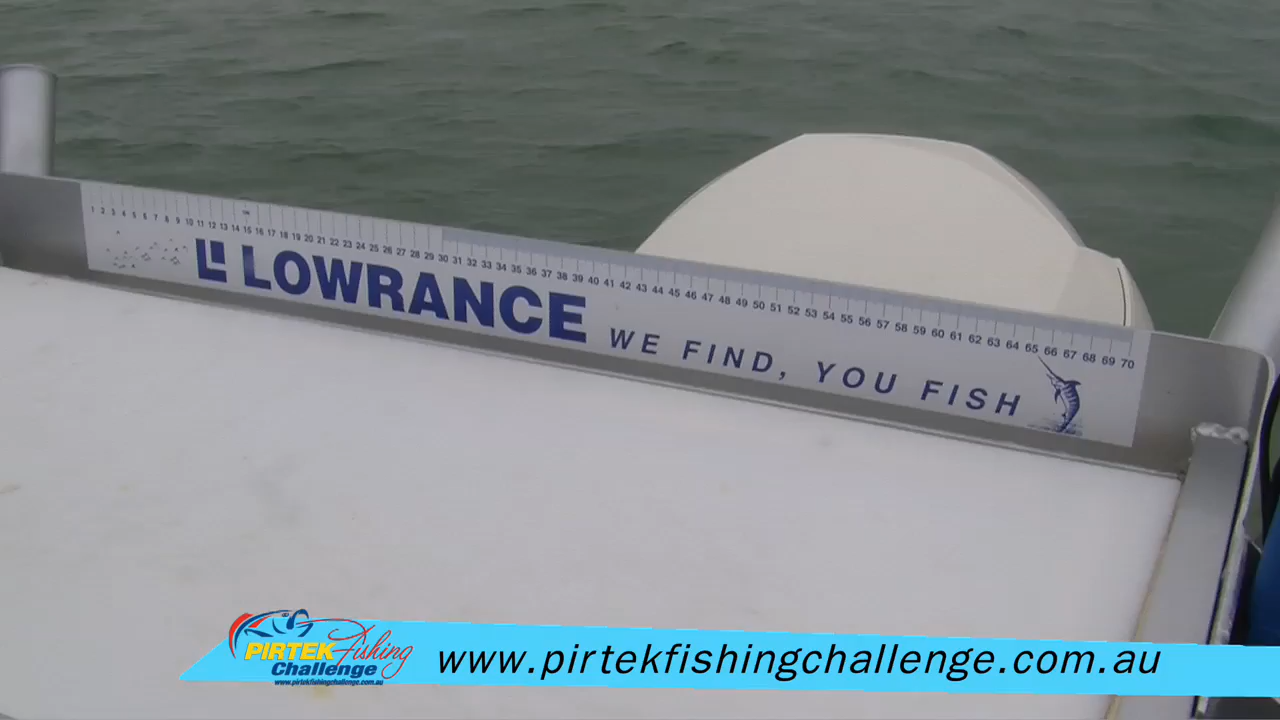 1 2 3 4 5 6 7 8 9 10 11 12 13 14 15 16 17 18 19 20 21 22 23 24 25 26 27 28 29 30 31 32 33 34 35 36 37 38 39 40 41 42 43 44 45 46 47 48 49 50 51 52 53 54 55 56 57 58 59 60 61 62 63 64 65 66 67 68 69 70
LOWRANCE WE FIND, YOU FISH
PIRTEK Fishing
Challenge
www.pirtekfishingchallenge.com.au
www.pirtekfishingchallenge.com.au